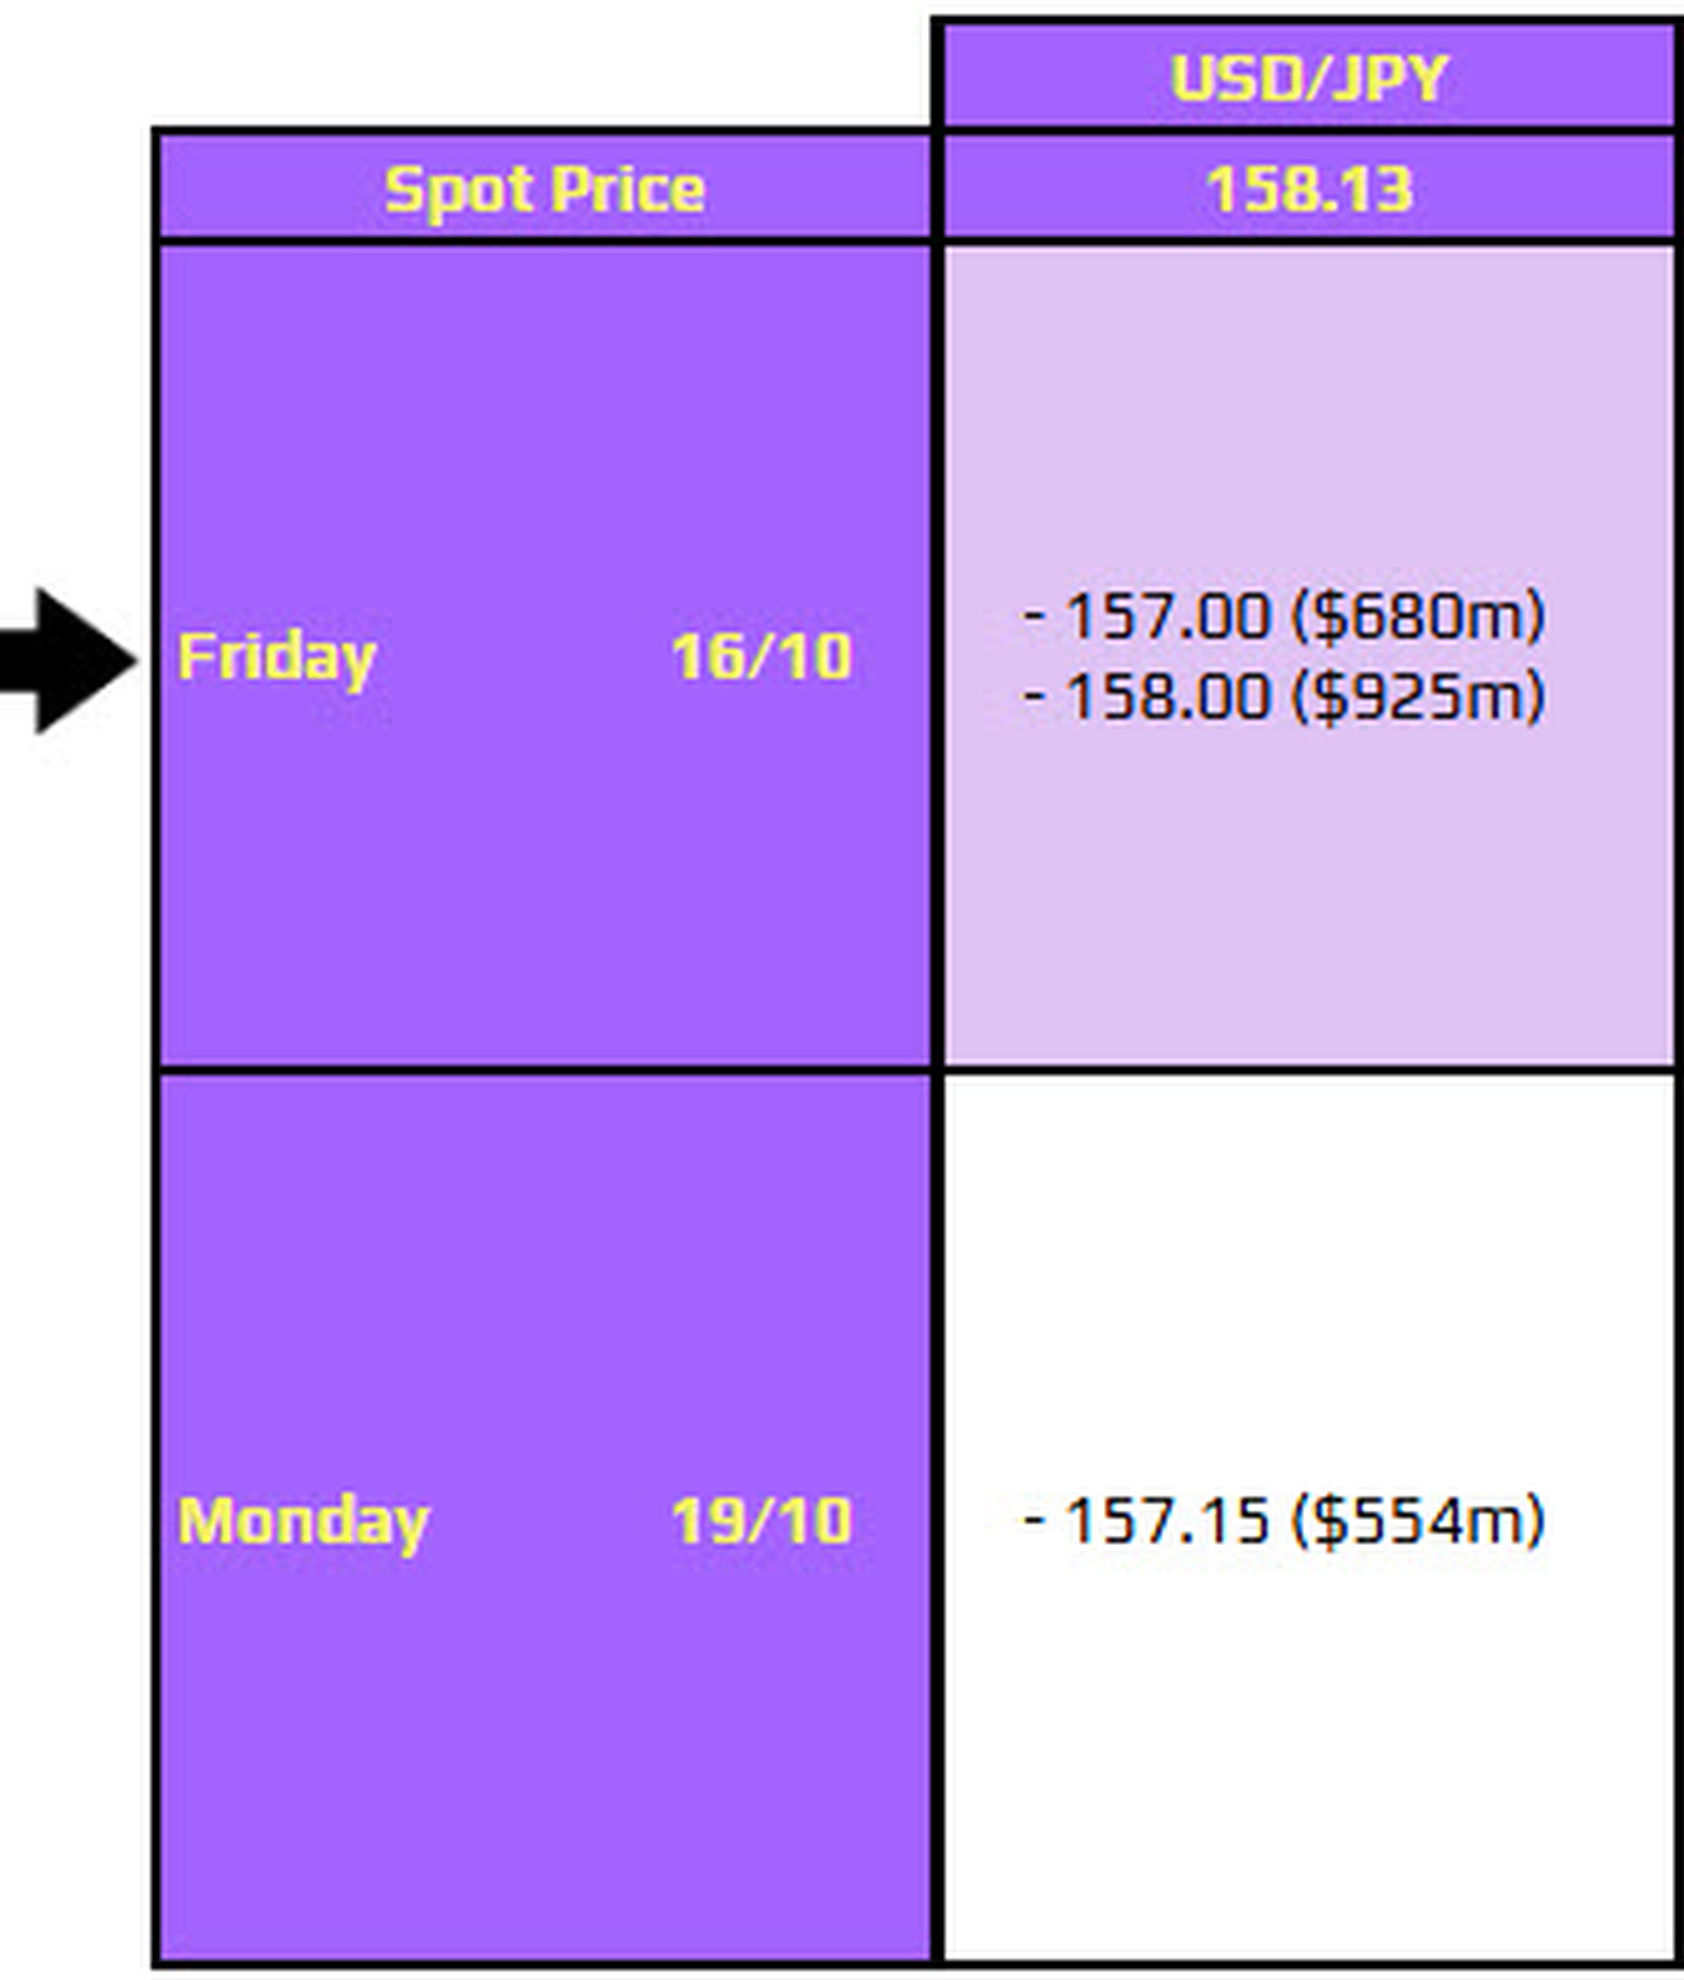 USD/JPY
Spot Price 158.13
Friday 16/10
- 157.00 ($680m)
- 158.00 ($925m)
Monday 19/10 - 157.15 ($554m)